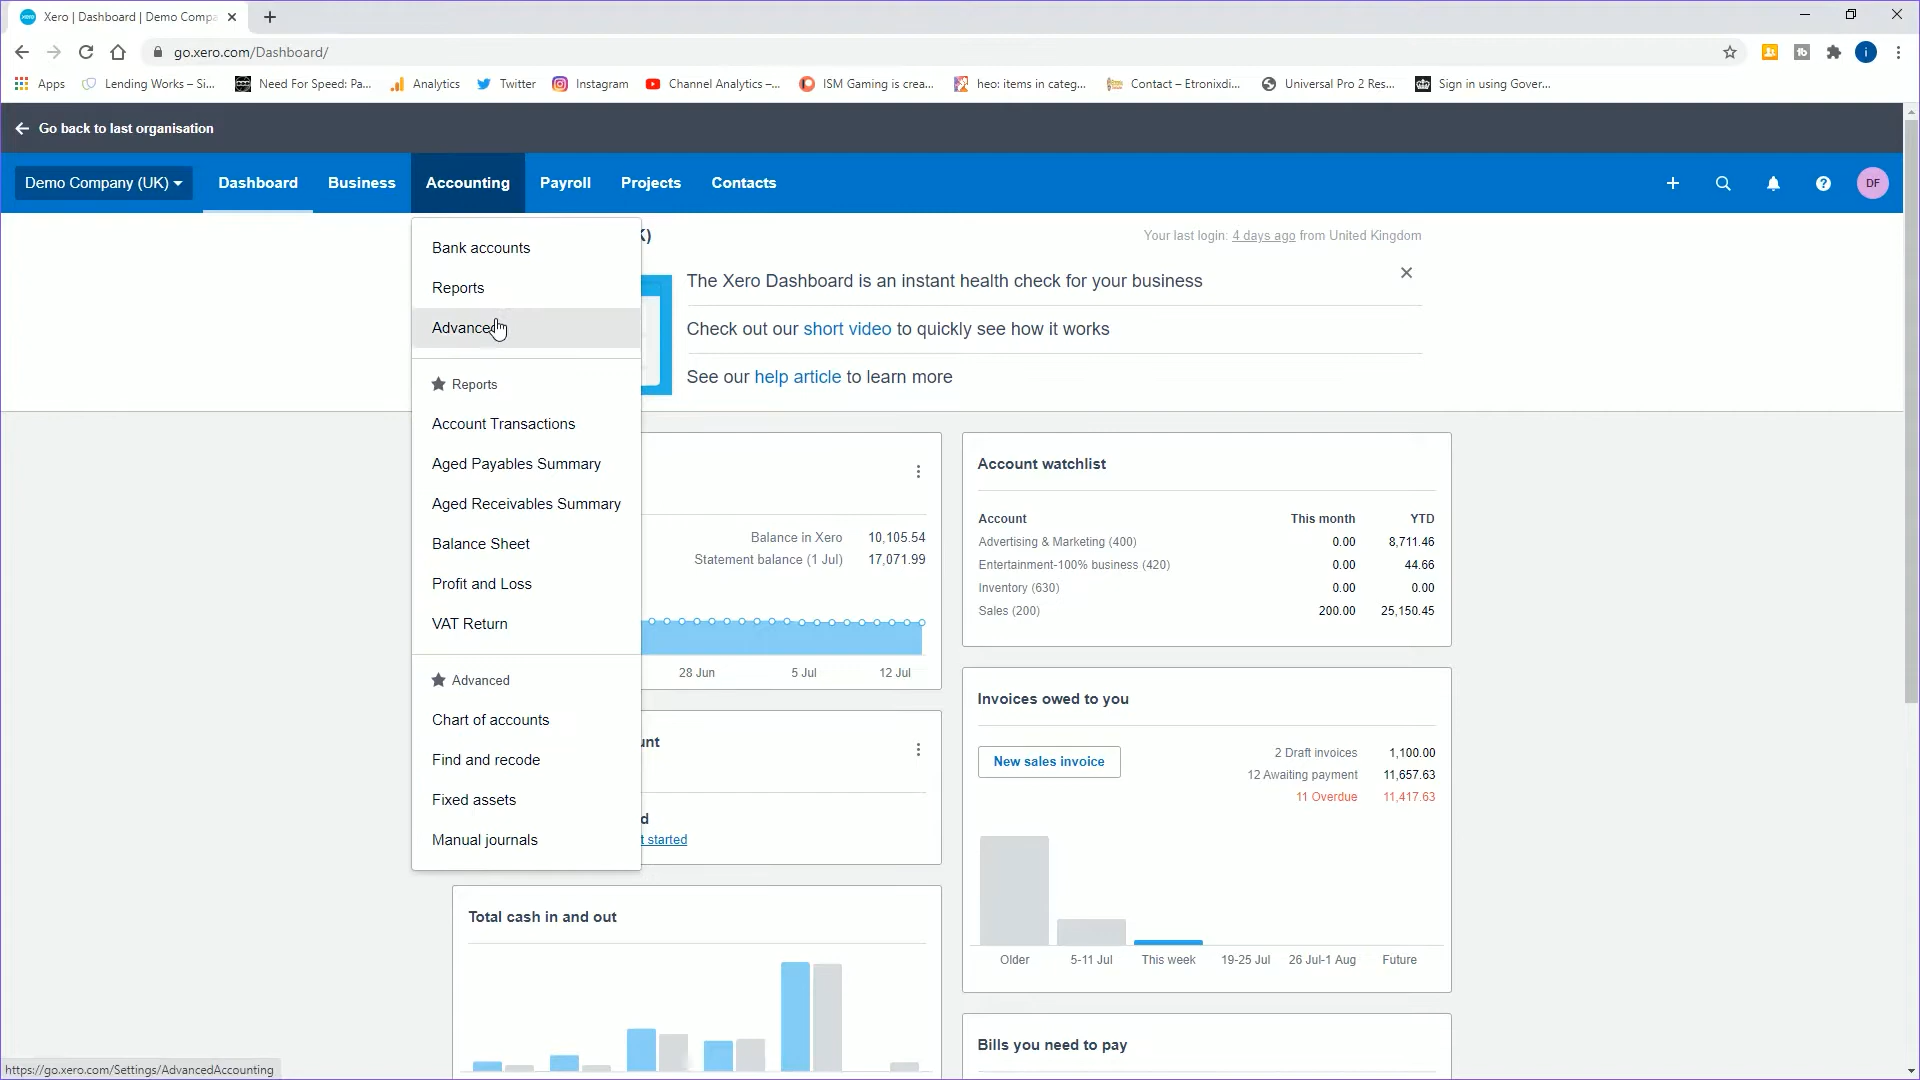 Xero | Dashboard | Demo Compa
go.xero.com/Dashboard/
Apps
Lending Works – Si...
Need For Speed: Pa...
Analytics
Twitter
Instagram
Channel Analytics –...
ISM Gaming is crea...
heo: items in categ...
Contact – Etronixdi...
Universal Pro 2 Res...
Sign in using Gover...
Go back to last organisation
Demo Company (UK)
Dashboard
Business
Accounting
Payroll
Projects
Contacts
DF
K)
Your last login: 4 days ago from United Kingdom
Bank accounts
Reports
Advanced
Reports
Account Transactions
Aged Payables Summary
Aged Receivables Summary
Balance Sheet
Profit and Loss
VAT Return
Advanced
Chart of accounts
Find and recode
Fixed assets
Manual journals
The Xero Dashboard is an instant health check for your business
Check out our short video to quickly see how it works
See our help article to learn more
Balance in Xero 10,105.54
Statement balance (1 Jul) 17,071.99
28 Jun 5 Jul 12 Jul
unt
d
t started
Total cash in and out
Account watchlist
Account This month YTD
Advertising & Marketing (400) 0.00 8,711.46
Entertainment-100% business (420) 0.00 44.66
Inventory (630) 0.00 0.00
Sales (200) 200.00 25,150.45
Invoices owed to you
New sales invoice
2 Draft invoices 1,100.00
12 Awaiting payment 11,657.63
11 Overdue 11,417.63
Older 5-11 Jul This week 19-25 Jul 26 Jul-1 Aug Future
Bills you need to pay
https://go.xero.com/Settings/AdvancedAccounting